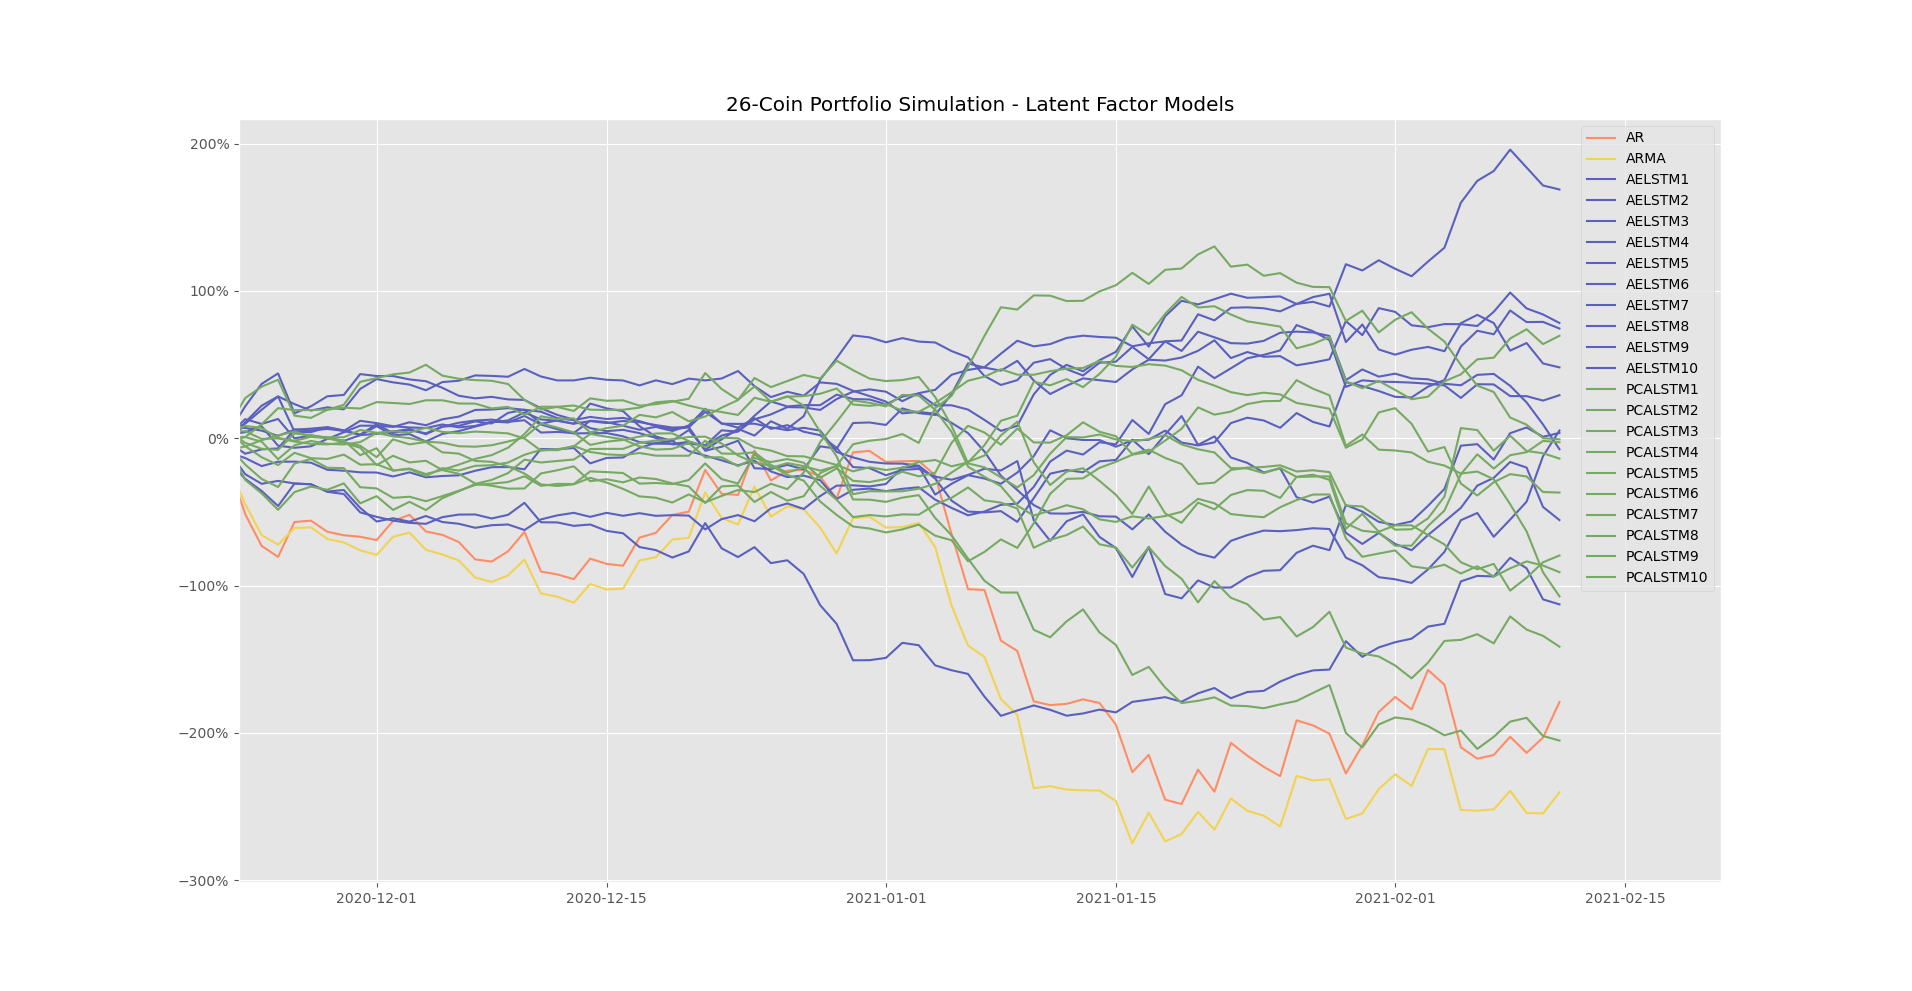 26-Coin Portfolio Simulation - Latent Factor Models
200%
100%
0%
−100%
−200%
−300%
2020-12-01
2020-12-15
2021-01-01
2021-01-15
2021-02-01
2021-02-15
AR
ARMA
AELSTM1
AELSTM2
AELSTM3
AELSTM4
AELSTM5
AELSTM6
AELSTM7
AELSTM8
AELSTM9
AELSTM10
PCALSTM1
PCALSTM2
PCALSTM3
PCALSTM4
PCALSTM5
PCALSTM6
PCALSTM7
PCALSTM8
PCALSTM9
PCALSTM10